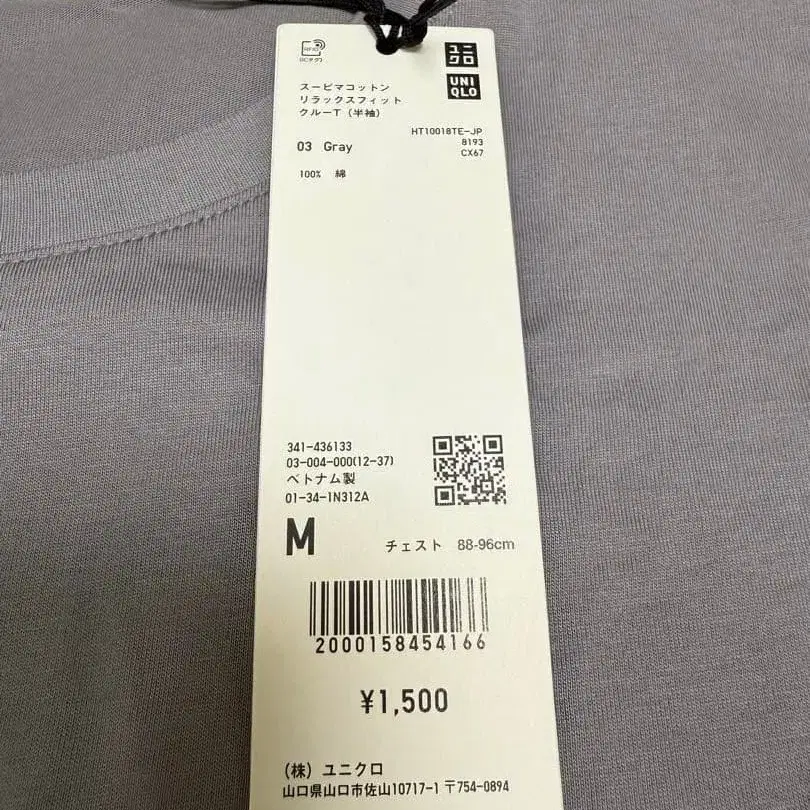 RFID
(ICタグ)
ユニ
クロ
UNI
QLO
スーピマコットン
リラックスフィット
クルーT（半袖）
HT10018TE-JP
03 Gray
8193
CX67
100% 綿
341-436133
03-004-000(12-37)
ベトナム製
01-34-1N312A
M チェスト 88-96cm
2000158454166
¥1,500
（株）ユニクロ
山口県山口市佐山10717-1 〒754-0894